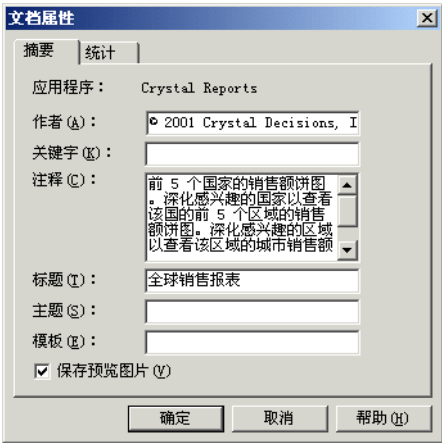 文档属性
摘要 统计
应用程序： Crystal Reports
作者(A)： © 2001 Crystal Decisions, I
关键字(K)：
注释(C)： 前 5 个国家的销售额饼图
。深化感兴趣的国家以查看
该国的前 5 个区域的销售
额饼图。深化感兴趣的区域
以查看该区域的城市销售额
标题(T)： 全球销售报表
主题(S)：
模板(E)：
保存预览图片(V)
确定 取消 帮助(H)